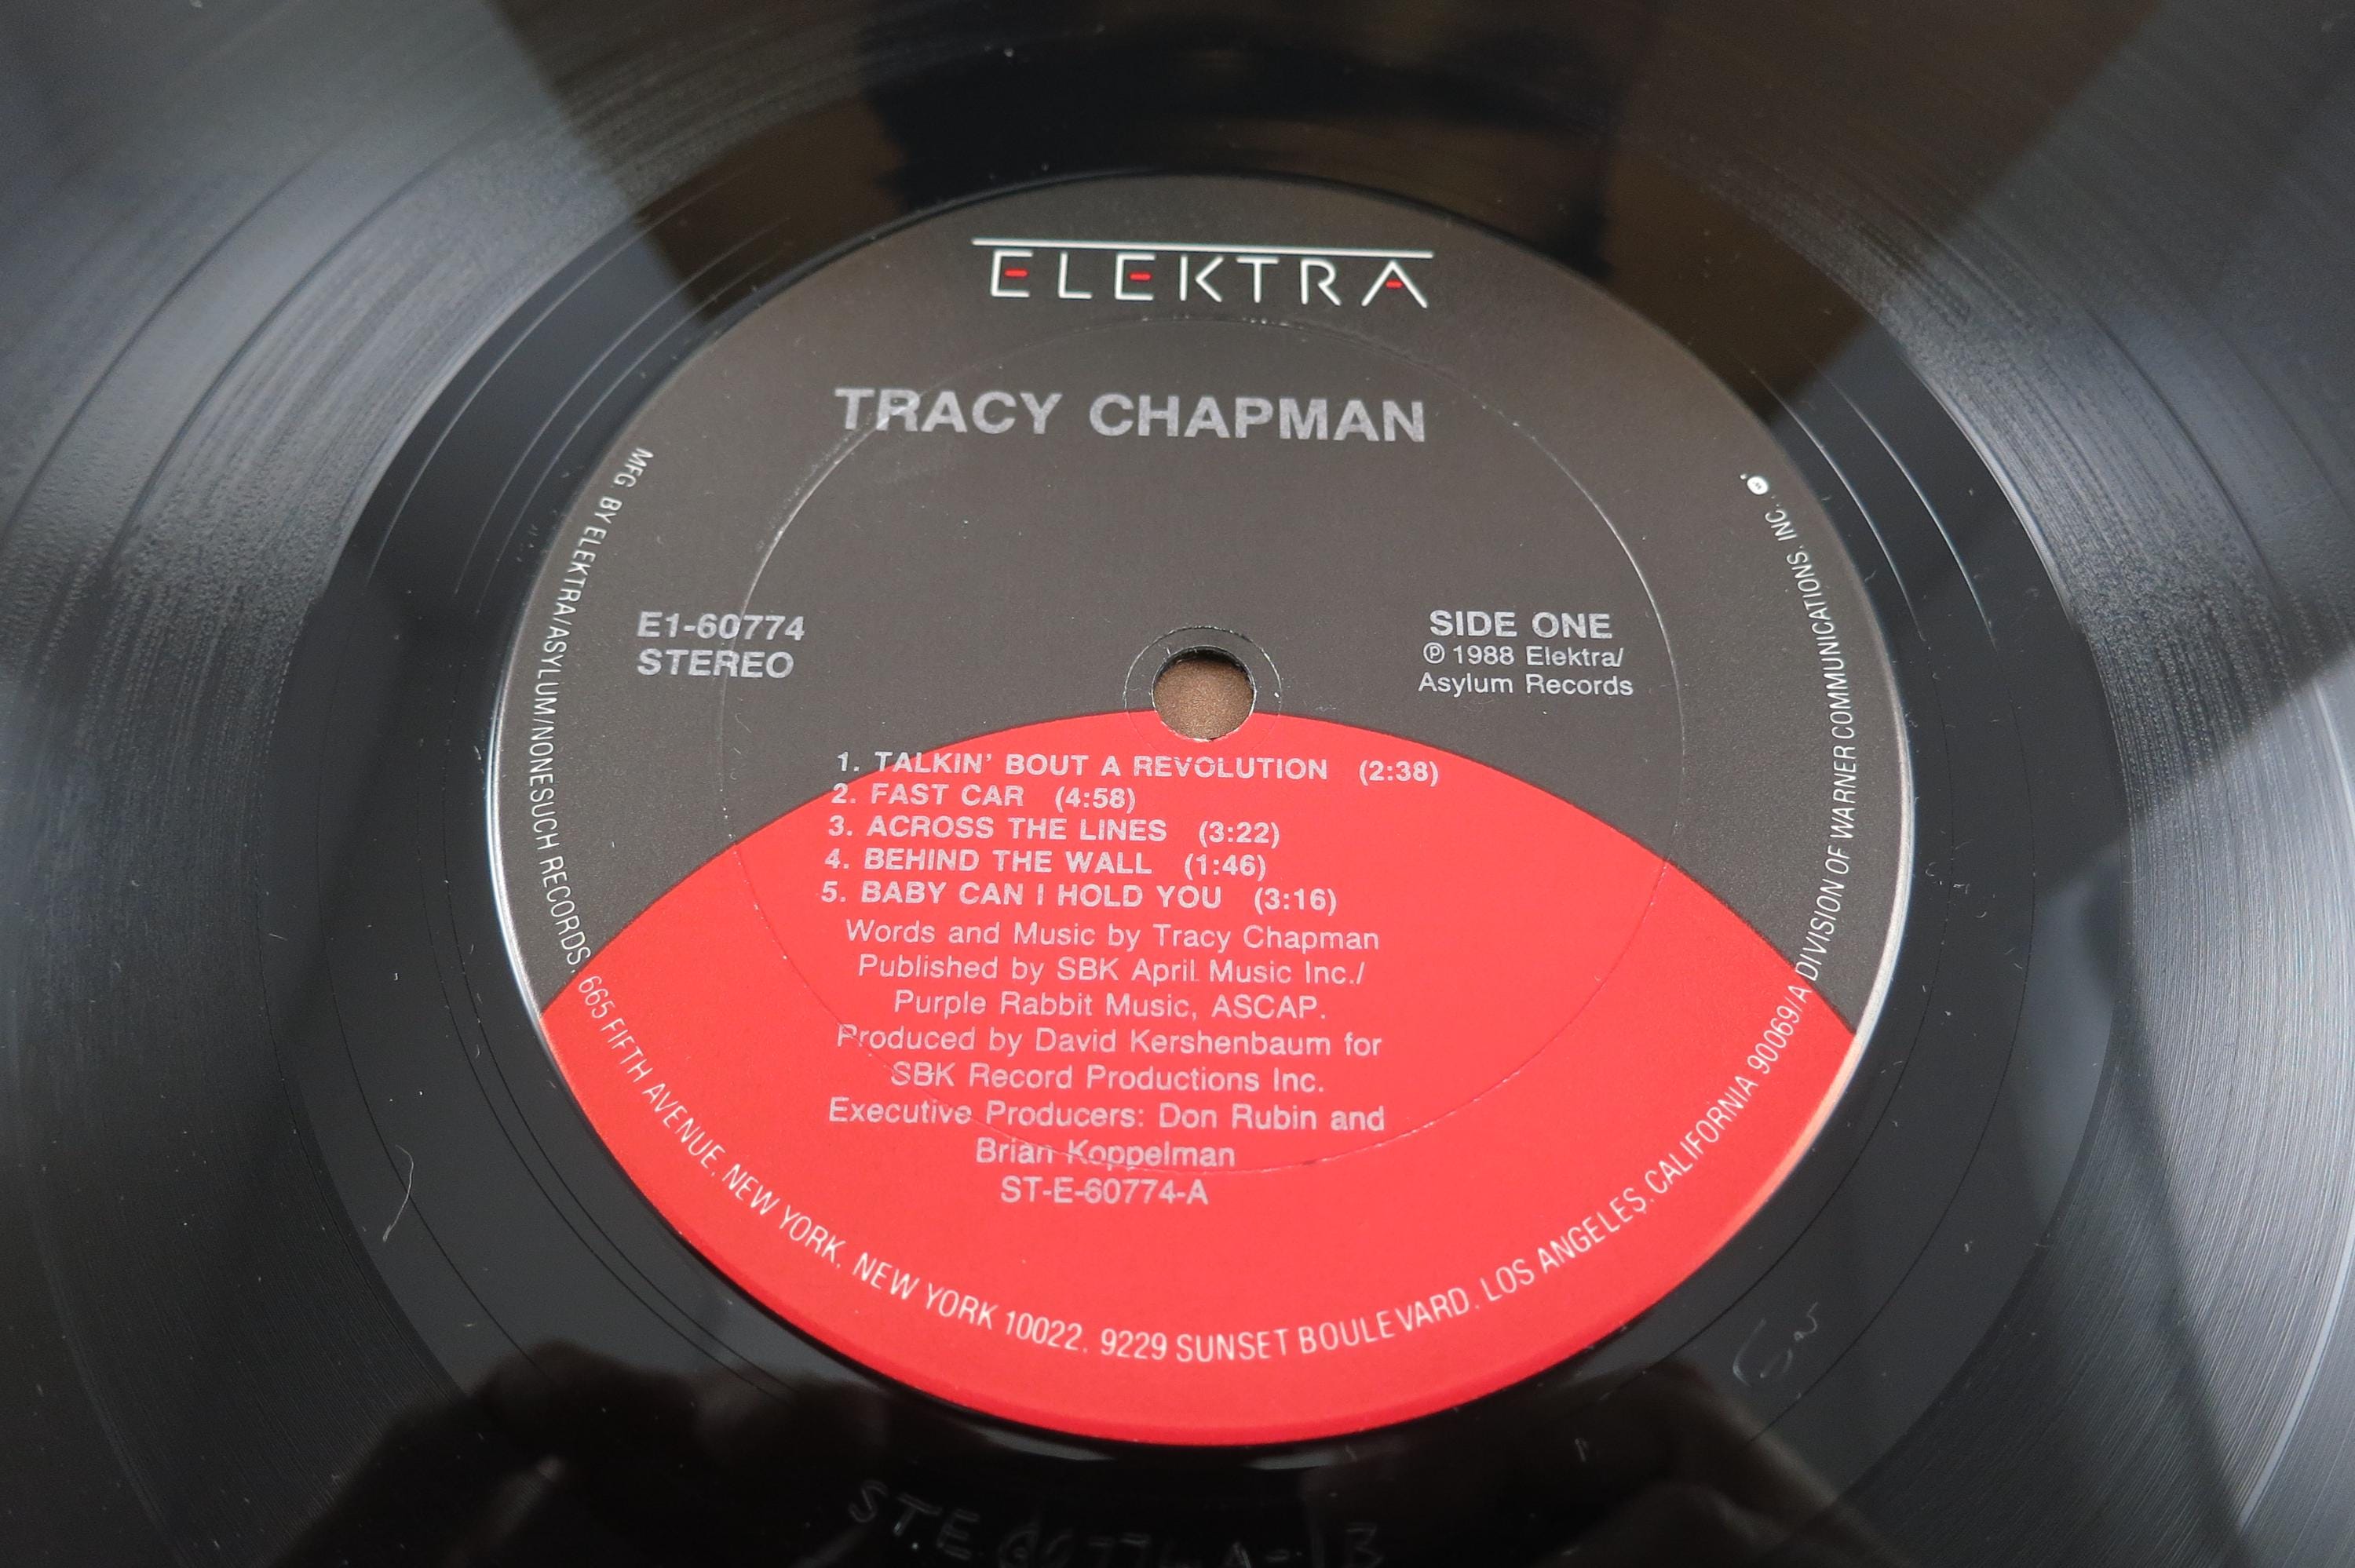 ELEKTRA
TRACY CHAPMAN
E1-60774
STEREO
SIDE ONE
℗ 1988 Elektra/
Asylum Records
1. TALKIN' BOUT A REVOLUTION (2:38)
2. FAST CAR (4:58)
3. ACROSS THE LINES (3:22)
4. BEHIND THE WALL (1:46)
5. BABY CAN I HOLD YOU (3:16)
Words and Music by Tracy Chapman
Published by SBK April Music Inc./
Purple Rabbit Music, ASCAP.
Produced by David Kershenbaum for
SBK Record Productions Inc.
Executive Producers: Don Rubin and
Brian Koppelman
ST-E-60774-A
MFG. BY ELEKTRA/ASYLUM/NONESUCH RECORDS, 665 FIFTH AVENUE, NEW YORK, NEW YORK 10022. 9229 SUNSET BOULEVARD, LOS ANGELES, CALIFORNIA 90069/A DIVISION OF WARNER COMMUNICATIONS, INC.